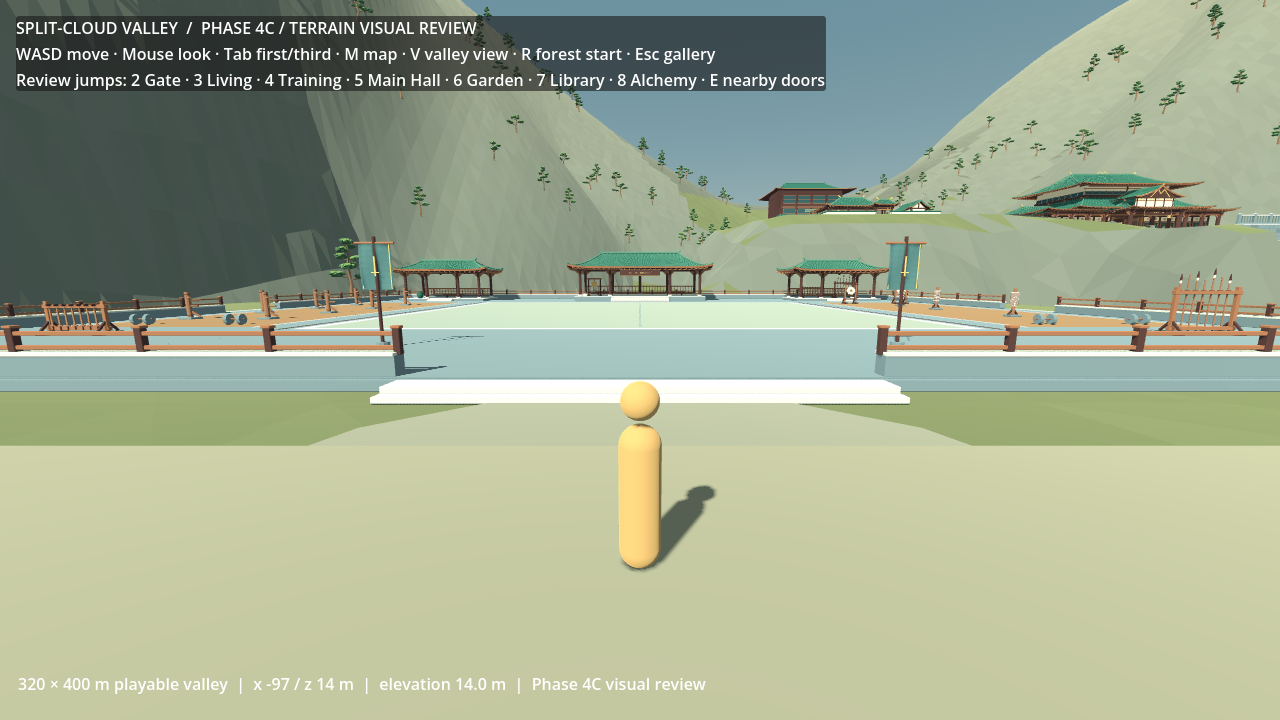 SPLIT-CLOUD VALLEY / PHASE 4C / TERRAIN VISUAL REVIEW
WASD move · Mouse look · Tab first/third · M map · V valley view · R forest start · Esc gallery
Review jumps: 2 Gate · 3 Living · 4 Training · 5 Main Hall · 6 Garden · 7 Library · 8 Alchemy · E nearby doors
320 × 400 m playable valley | x -97 / z 14 m | elevation 14.0 m | Phase 4C visual review